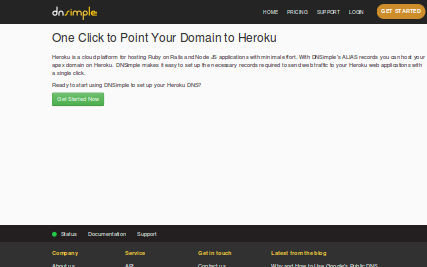 dnsimple
HOME PRICING SUPPORT LOGIN GET STARTED
One Click to Point Your Domain to Heroku
Heroku is a cloud platform for hosting Ruby on Rails and Node JS applications with minimal effort. With DNSimple's ALIAS records you can host your
apex domain on Heroku. DNSimple makes it easy to set up the necessary records required to send web traffic to your Heroku web applications with
a single click.
Ready to start using DNSimple to set up your Heroku DNS?
Get Started Now
Status Documentation Support
Company Service Get in touch Latest from the blog
About us API Contact us Why and How to Use Google's Public DNS